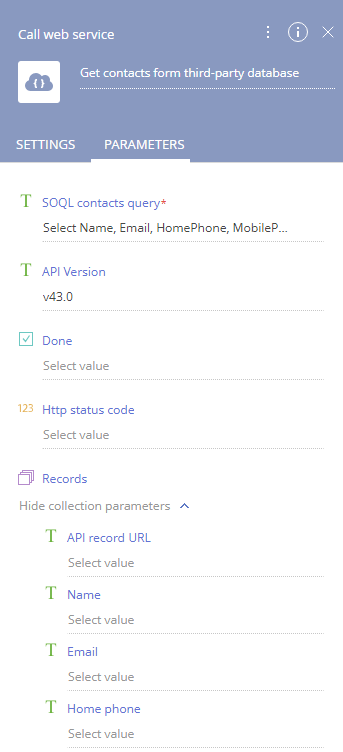 Call web service
Get contacts form third-party database
SETTINGS PARAMETERS
T SOQL contacts query*
Select Name, Email, HomePhone, MobileP...
T API Version
v43.0
Done
Select value
123 Http status code
Select value
Records
Hide collection parameters
T API record URL
Select value
T Name
Select value
T Email
Select value
T Home phone
Select value